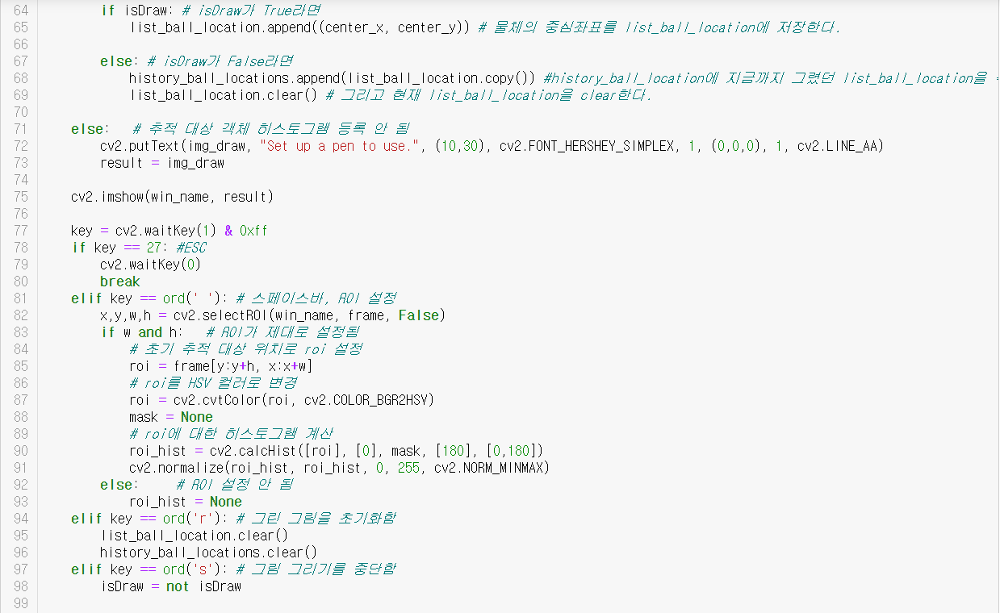 64 if isDraw: # isDraw가 True라면
65 list_ball_location.append((center_x, center_y)) # 물체의 중심좌표를 list_ball_location에 저장한다.
66
67 else: # isDraw가 False라면
68 history_ball_locations.append(list_ball_location.copy()) #history_ball_location에 지금까지 그렸던 list_ball_location을
69 list_ball_location.clear() # 그리고 현재 list_ball_location을 clear한다.
70
71 else: # 추적 대상 객체 히스토그램 등록 안 됨
72 cv2.putText(img_draw, "Set up a pen to use.", (10,30), cv2.FONT_HERSHEY_SIMPLEX, 1, (0,0,0), 1, cv2.LINE_AA)
73 result = img_draw
74
75 cv2.imshow(win_name, result)
76
77 key = cv2.waitKey(1) & 0xff
78 if key == 27: #ESC
79 cv2.waitKey(0)
80 break
81 elif key == ord(' '): # 스페이스바, ROI 설정
82 x,y,w,h = cv2.selectROI(win_name, frame, False)
83 if w and h: # ROI가 제대로 설정됨
84 # 초기 추적 대상 위치로 roi 설정
85 roi = frame[y:y+h, x:x+w]
86 # roi를 HSV 컬러로 변경
87 roi = cv2.cvtColor(roi, cv2.COLOR_BGR2HSV)
88 mask = None
89 # roi에 대한 히스토그램 계산
90 roi_hist = cv2.calcHist([roi], [0], mask, [180], [0,180])
91 cv2.normalize(roi_hist, roi_hist, 0, 255, cv2.NORM_MINMAX)
92 else: # ROI 설정 안 됨
93 roi_hist = None
94 elif key == ord('r'): # 그린 그림을 초기화함
95 list_ball_location.clear()
96 history_ball_locations.clear()
97 elif key == ord('s'): # 그림 그리기를 중단함
98 isDraw = not isDraw
99